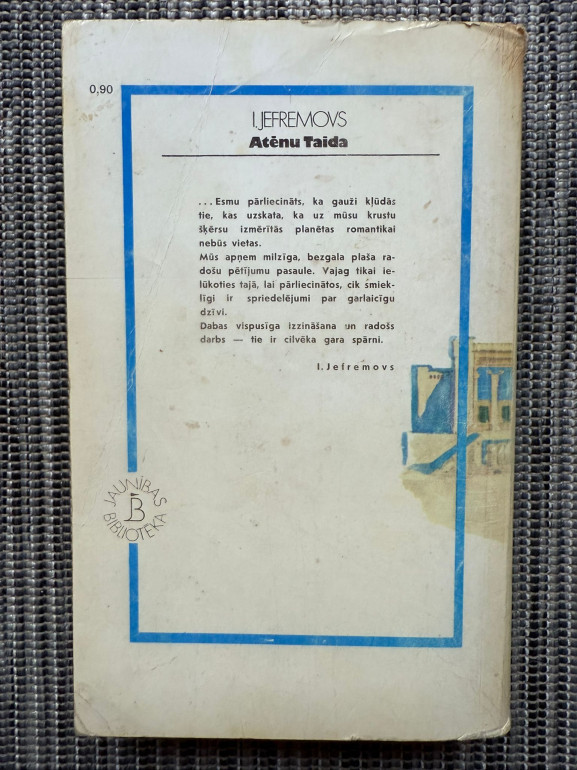 0,90
I. JEFREMOVS
Atēnu Taida
...Esmu pārliecināts, ka gauži kļūdās
tie, kas uzskata, ka uz mūsu krustu
šķērsu izmērītās planētas romantikai
nebūs vietas.
Mūs apņem milzīga, bezgala plaša ra-
došu pētījumu pasaule. Vajag tikai ie-
lūkoties tajā, lai pārliecinātos, cik smiek-
līgi ir spriedelējumi par garlaicīgu
dzīvi.
Dabas vispusīga izzināšana un radošs
darbs — tie ir cilvēka gara spārni.
I. Jefremovs
JAUNĪBAS
JB
BIBLIOTĒKA